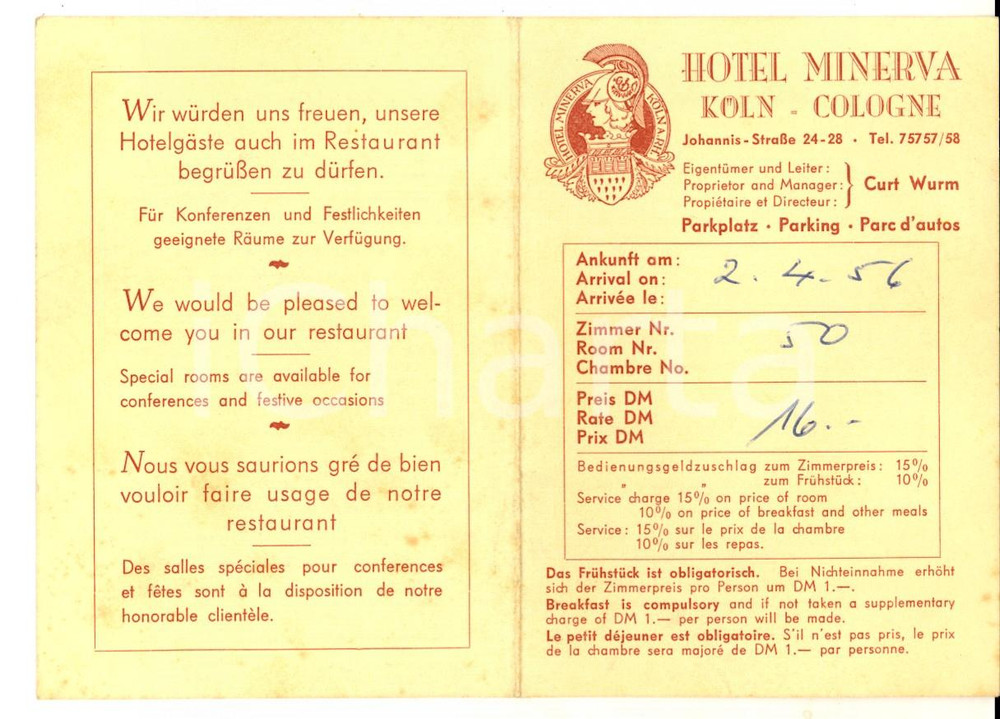 Wir würden uns freuen, unsere
Hotelgäste auch im Restaurant
begrüßen zu dürfen.
Für Konferenzen und Festlichkeiten
geeignete Räume zur Verfügung.
We would be pleased to wel-
come you in our restaurant
Special rooms are available for
conferences and festive occasions
Nous vous saurions gré de bien
vouloir faire usage de notre
restaurant
Des salles spéciales pour conferences
et fêtes sont à la disposition de notre
honorable clientèle.
HOTEL MINERVA KÖLN A. RH.
HOTEL MINERVA
KÖLN - COLOGNE
Johannis-Straße 24-28 · Tel. 75757/58
Eigentümer und Leiter:
Proprietor and Manager: } Curt Wurm
Propiétaire et Directeur:
Parkplatz · Parking · Parc d'autos
Ankunft am:
Arrival on: 2. 4. 56
Arrivée le:
Zimmer Nr.
Room Nr. 50
Chambre No.
Preis DM
Rate DM 16.-
Prix DM
Bedienungsgeldzuschlag zum Zimmerpreis: 15%
" " zum Frühstück: 10%
Service charge 15% on price of room
10% on price of breakfast and other meals
Service: 15% sur le prix de la chambre
10% sur les repas.
Das Frühstück ist obligatorisch. Bei Nichteinnahme erhöht
sich der Zimmerpreis pro Person um DM 1.—.
Breakfast is compulsory and if not taken a supplementary
charge of DM 1.— per person will be made.
Le petit déjeuner est obligatoire. S'il n'est pas pris, le prix
de la chambre sera majoré de DM 1.— par personne.